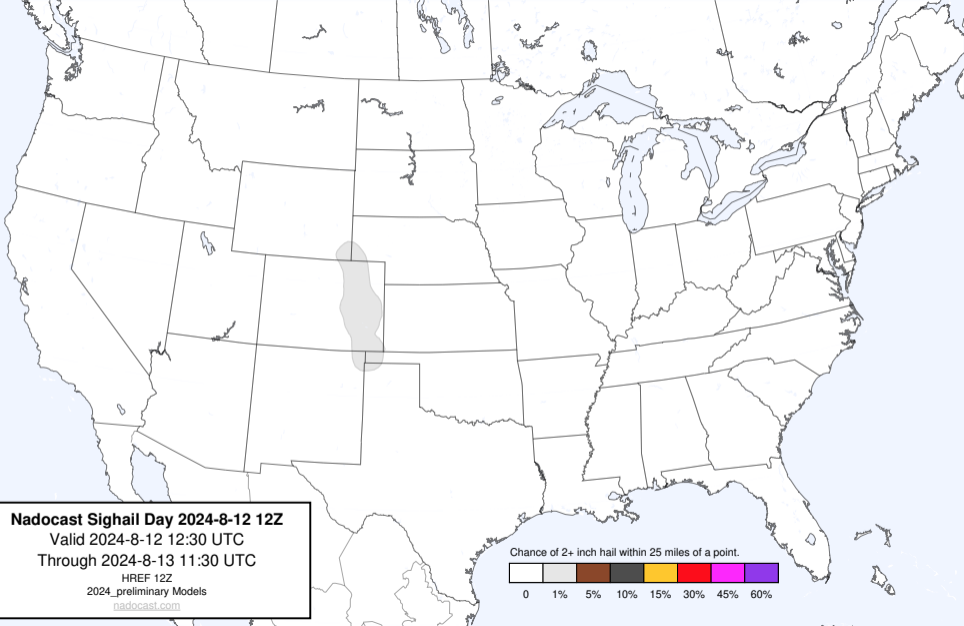 Nadocast Sighail Day 2024-8-12 12Z
Valid 2024-8-12 12:30 UTC
Through 2024-8-13 11:30 UTC
HREF 12Z
2024_preliminary Models
nadocast.com
Chance of 2+ inch hail within 25 miles of a point.
0 1% 5% 10% 15% 30% 45% 60%